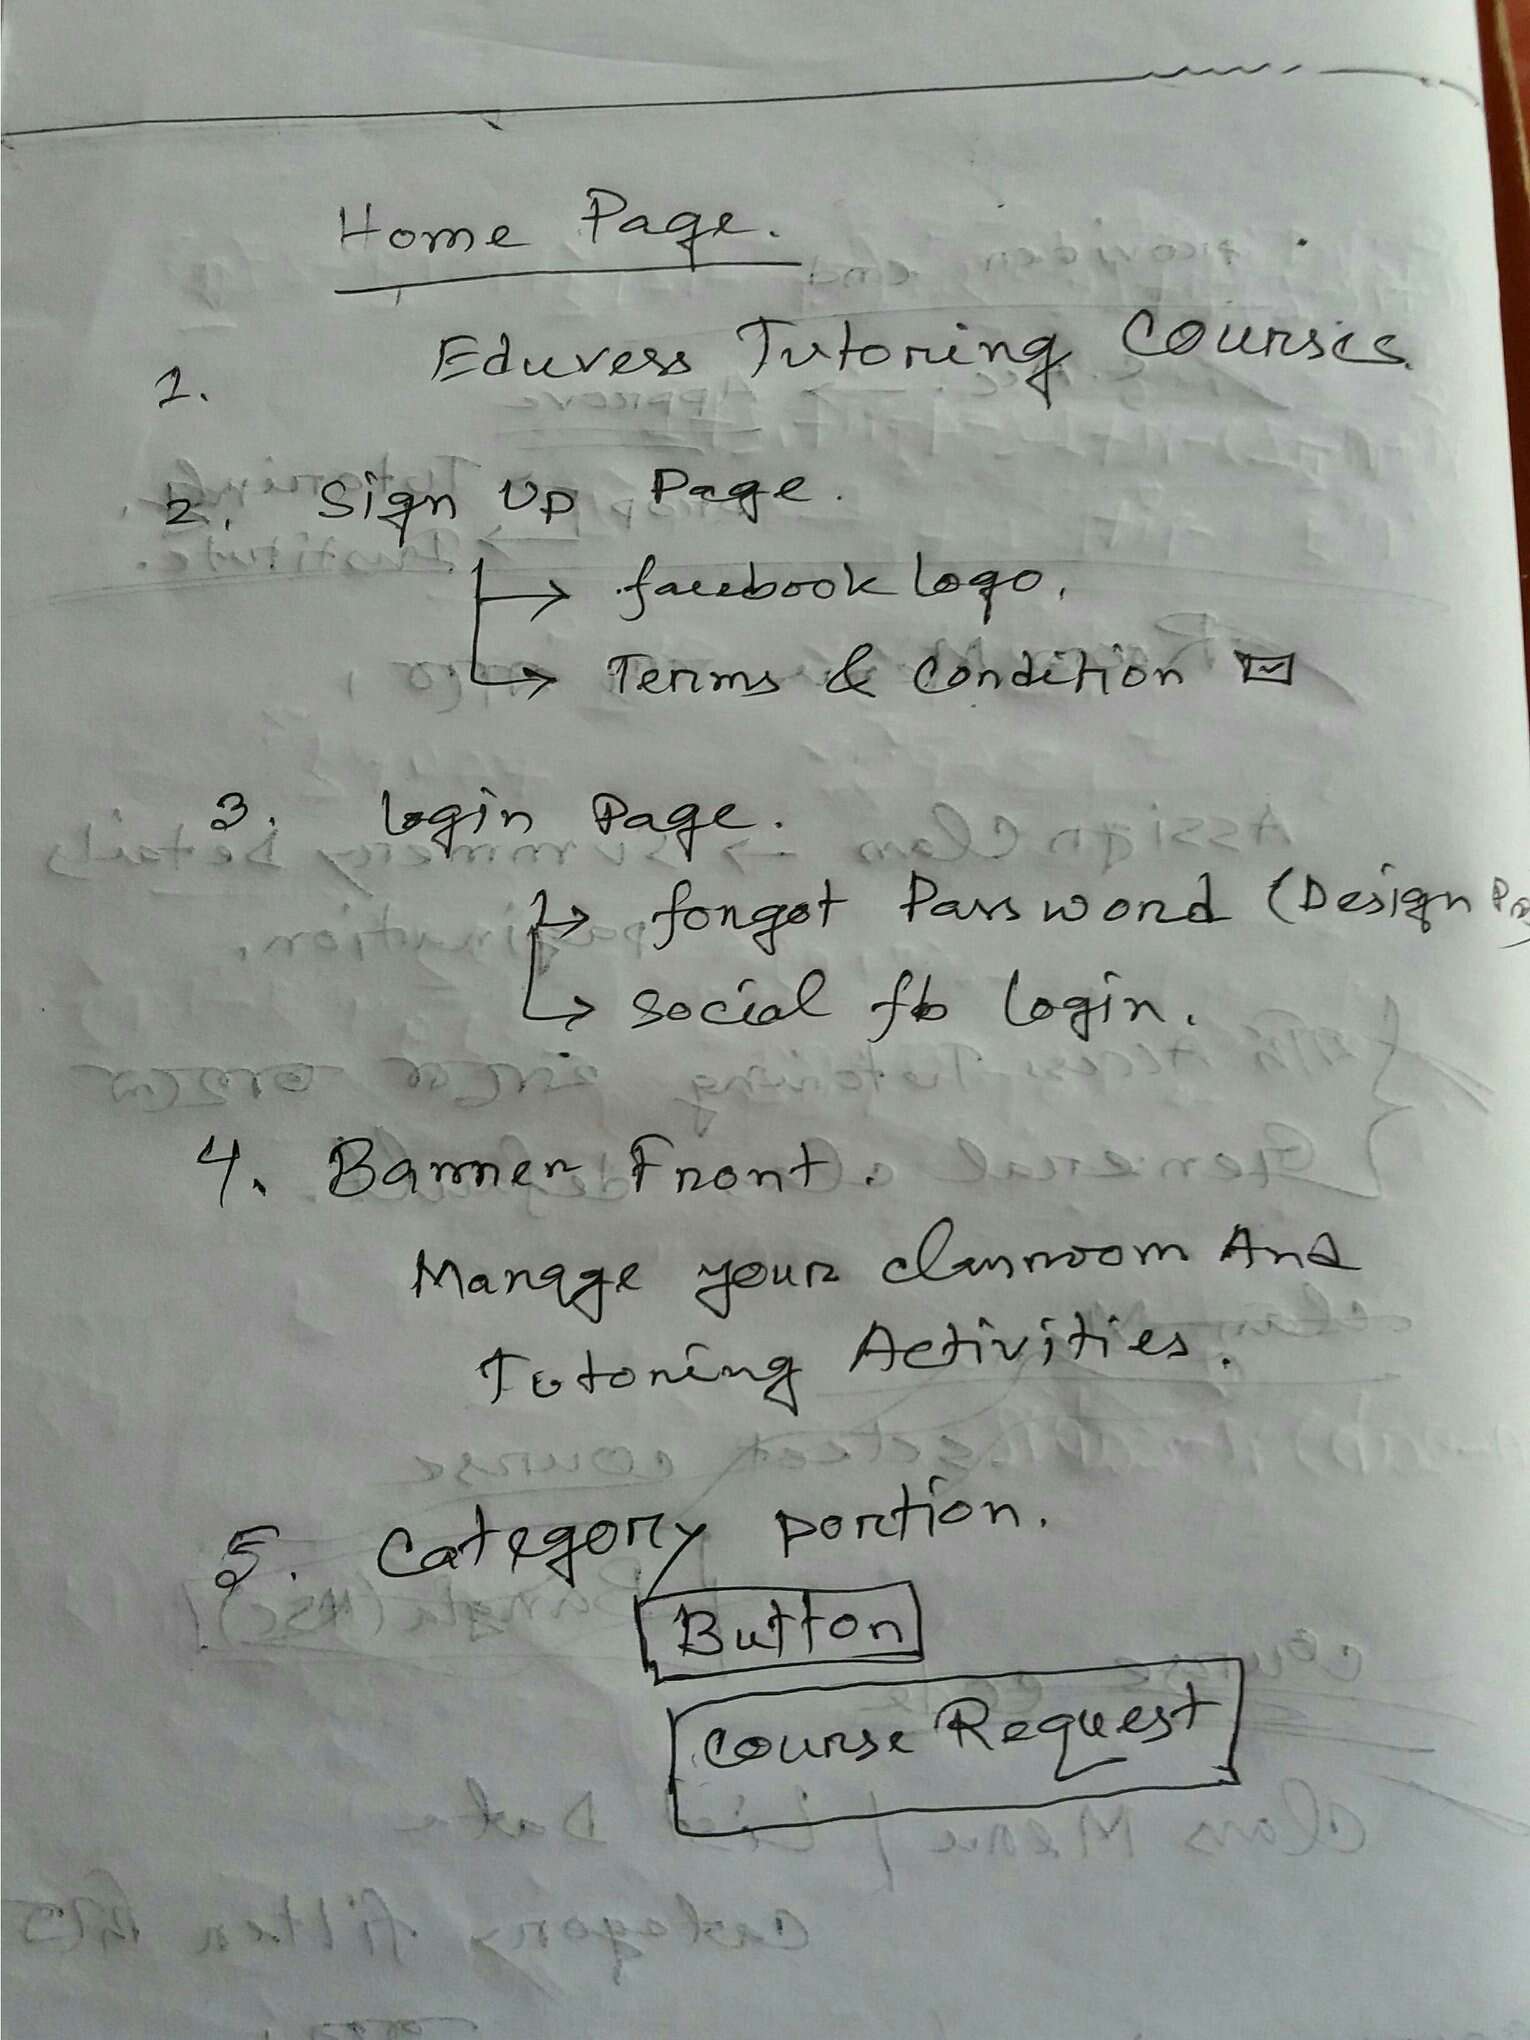 Home Page.
1. Eduvess Tutoring Courses.
2. Sign Up Page.
→ facebook logo.
→ Terms & Condition ☑
3. login Page.
→ forgot Password (Design
→ social fb login.
4. Banner Front.
Manage your classroom And
Tutoring Activities.
5. Category portion.
Button
Course Request